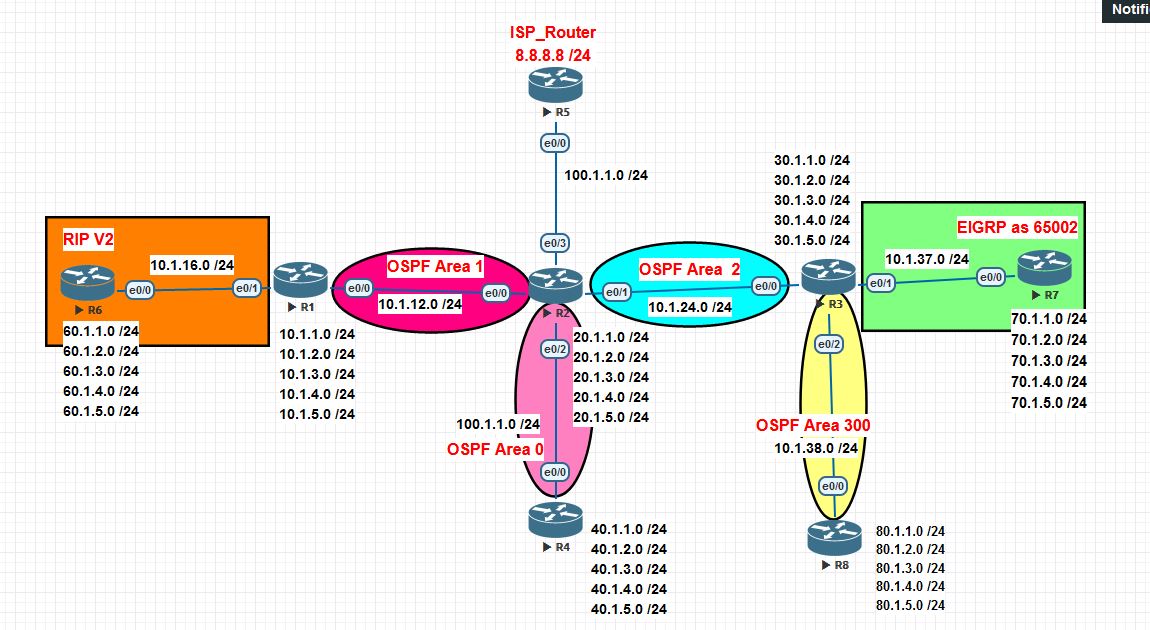 Notifi
ISP_Router
8.8.8.8 /24
R5
e0/0
100.1.1.0 /24
e0/3
RIP V2
10.1.16.0 /24
e0/0
e0/1
R6
60.1.1.0 /24
60.1.2.0 /24
60.1.3.0 /24
60.1.4.0 /24
60.1.5.0 /24
R1
10.1.1.0 /24
10.1.2.0 /24
10.1.3.0 /24
10.1.4.0 /24
10.1.5.0 /24
OSPF Area 1
e0/0
e0/0
10.1.12.0 /24
R2
20.1.1.0 /24
20.1.2.0 /24
20.1.3.0 /24
20.1.4.0 /24
20.1.5.0 /24
OSPF Area 2
e0/1
e0/0
10.1.24.0 /24
30.1.1.0 /24
30.1.2.0 /24
30.1.3.0 /24
30.1.4.0 /24
30.1.5.0 /24
R3
EIGRP as 65002
10.1.37.0 /24
e0/1
e0/0
R7
70.1.1.0 /24
70.1.2.0 /24
70.1.3.0 /24
70.1.4.0 /24
70.1.5.0 /24
e0/2
100.1.1.0 /24
OSPF Area 0
e0/0
R4
40.1.1.0 /24
40.1.2.0 /24
40.1.3.0 /24
40.1.4.0 /24
40.1.5.0 /24
e0/2
OSPF Area 300
10.1.38.0 /24
e0/0
R8
80.1.1.0 /24
80.1.2.0 /24
80.1.3.0 /24
80.1.4.0 /24
80.1.5.0 /24